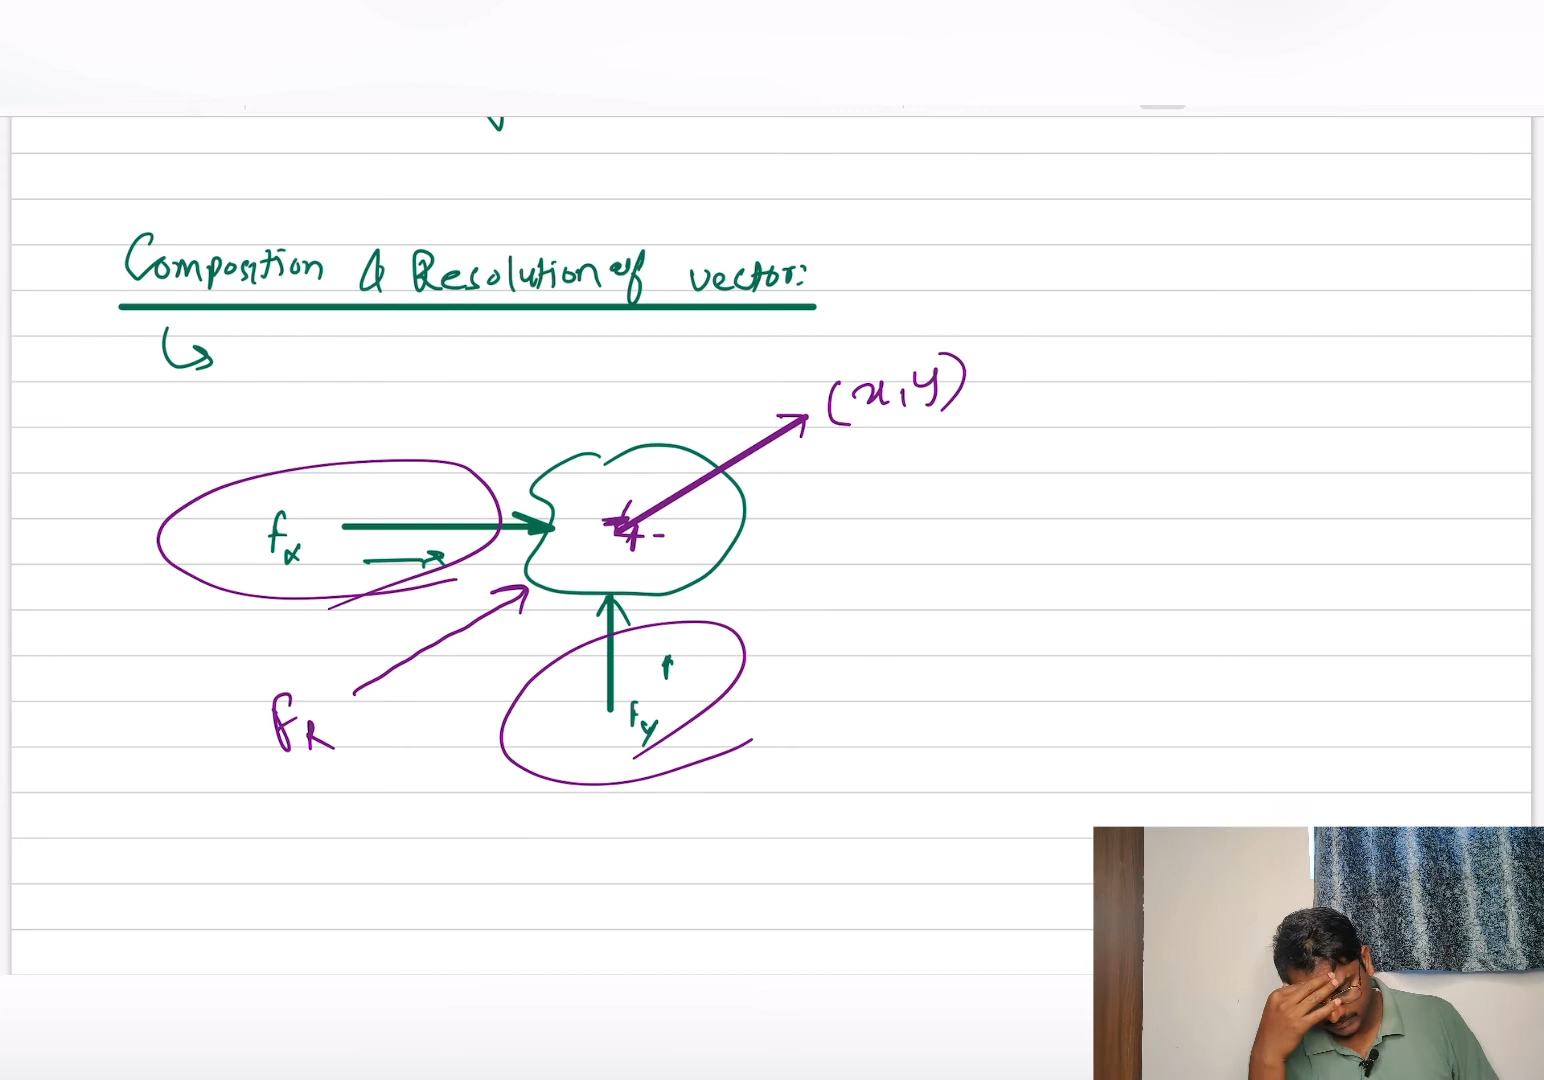 Composition & Resolution of vector:
(x,y)
fx
Fy
FR